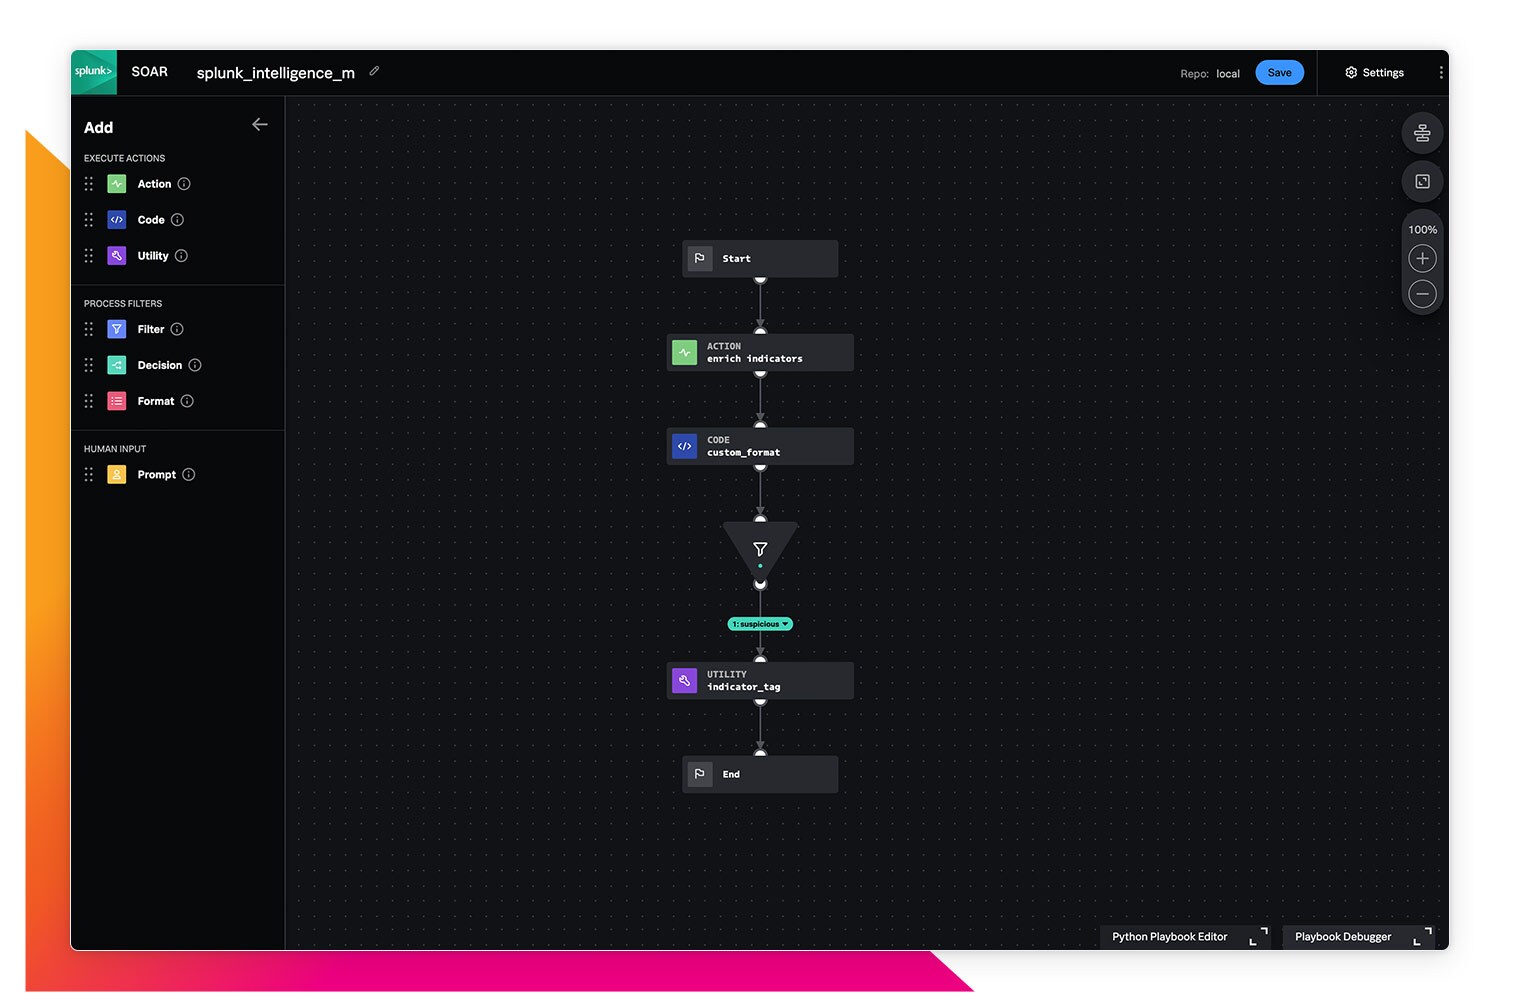 splunk>
SOAR
splunk_intelligence_m
Repo: local
Save
Settings
Add
EXECUTE ACTIONS
Action
Code
Utility
PROCESS FILTERS
Filter
Decision
Format
HUMAN INPUT
Prompt
100%
Start
ACTION
enrich indicators
CODE
custom_format
1: suspicious
UTILITY
indicator_tag
End
Python Playbook Editor
Playbook Debugger